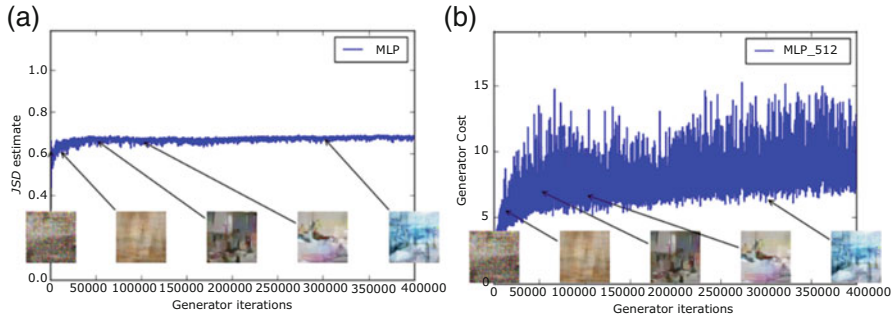 (a)
MLP
1.0
0.8
0.6
0.4
0.0
JSD estimate
0 50000 100000 150000 200000 250000 300000 350000 400000
Generator iterations
(b)
MLP_512
15
10
5
0
Generator Cost
0 50000 100000 150000 200000 250000 300000 350000 400000
Generator iterations